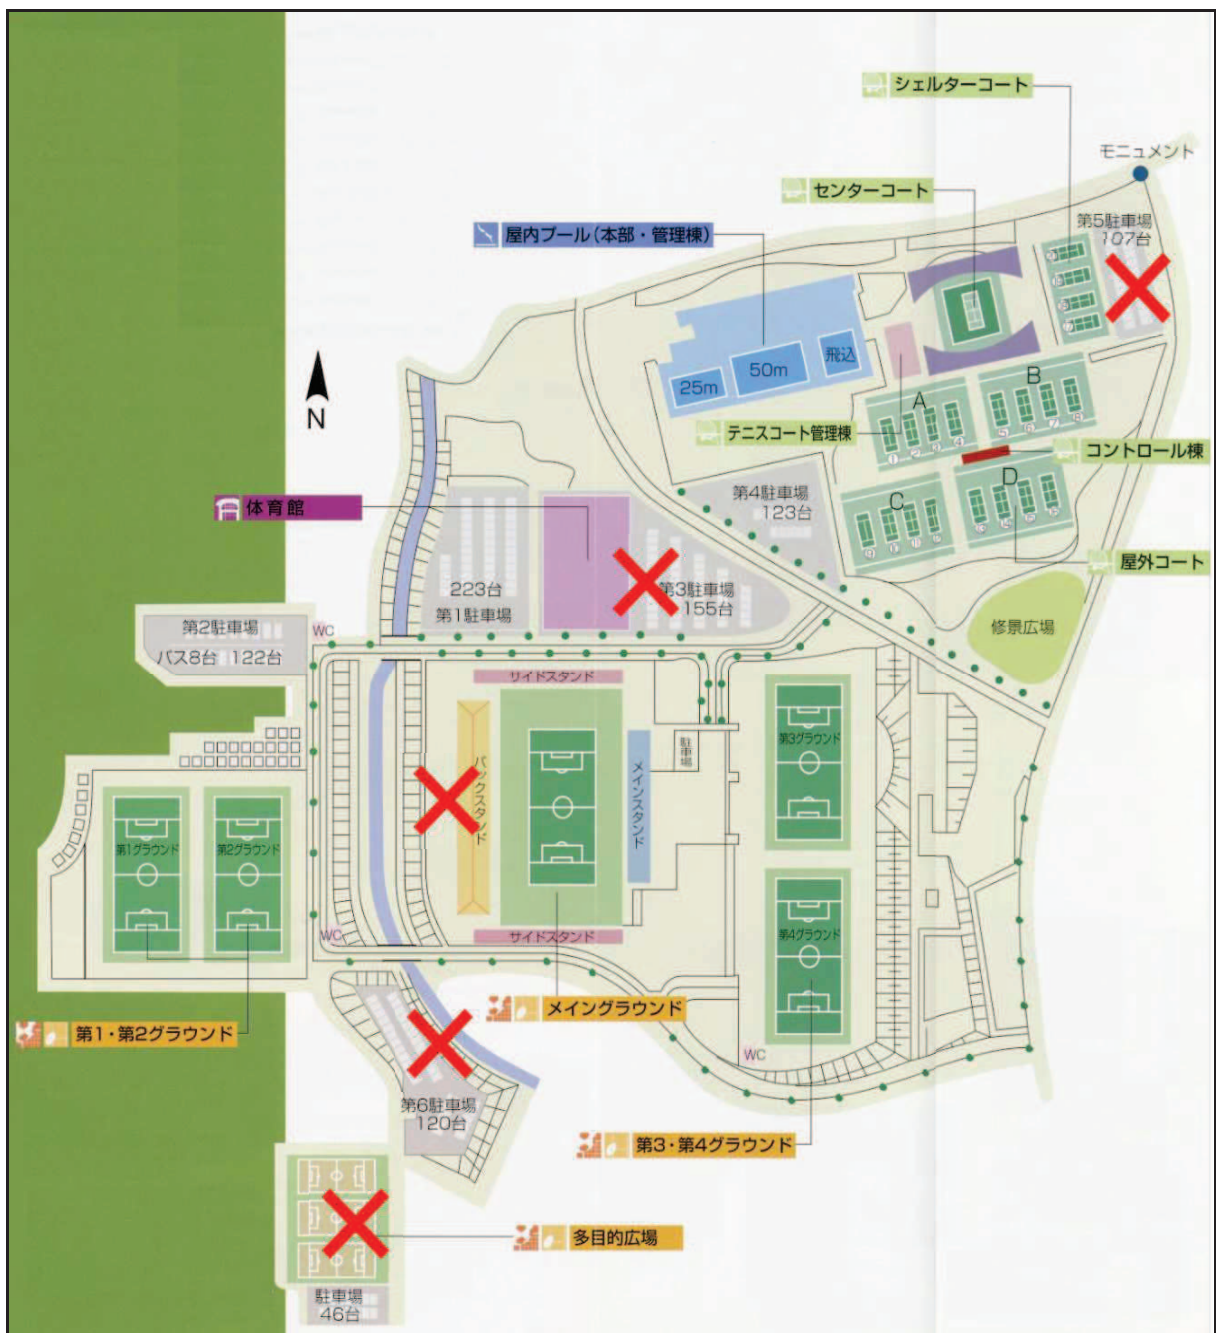 シェルターコート
モニュメント
センターコート
第5駐車場
107台
屋内プール(本部・管理棟)
飛込
50m
25m
N
A
B
テニスコート管理棟
① ② ③ ④
⑤ ⑥ ⑦ ⑧
コントロール棟
第4駐車場
123台
C
D
体育館
屋外コート
223台
第1駐車場
第3駐車場
155台
第2駐車場
バス8台 122台
WC
修景広場
サイドスタンド
バックスタンド
メインスタンド
駐車場
第3グラウンド
第1グラウンド
第2グラウンド
第4グラウンド
WC
サイドスタンド
メイングラウンド
第1・第2グラウンド
WC
第6駐車場
120台
第3・第4グラウンド
多目的広場
駐車場
46台